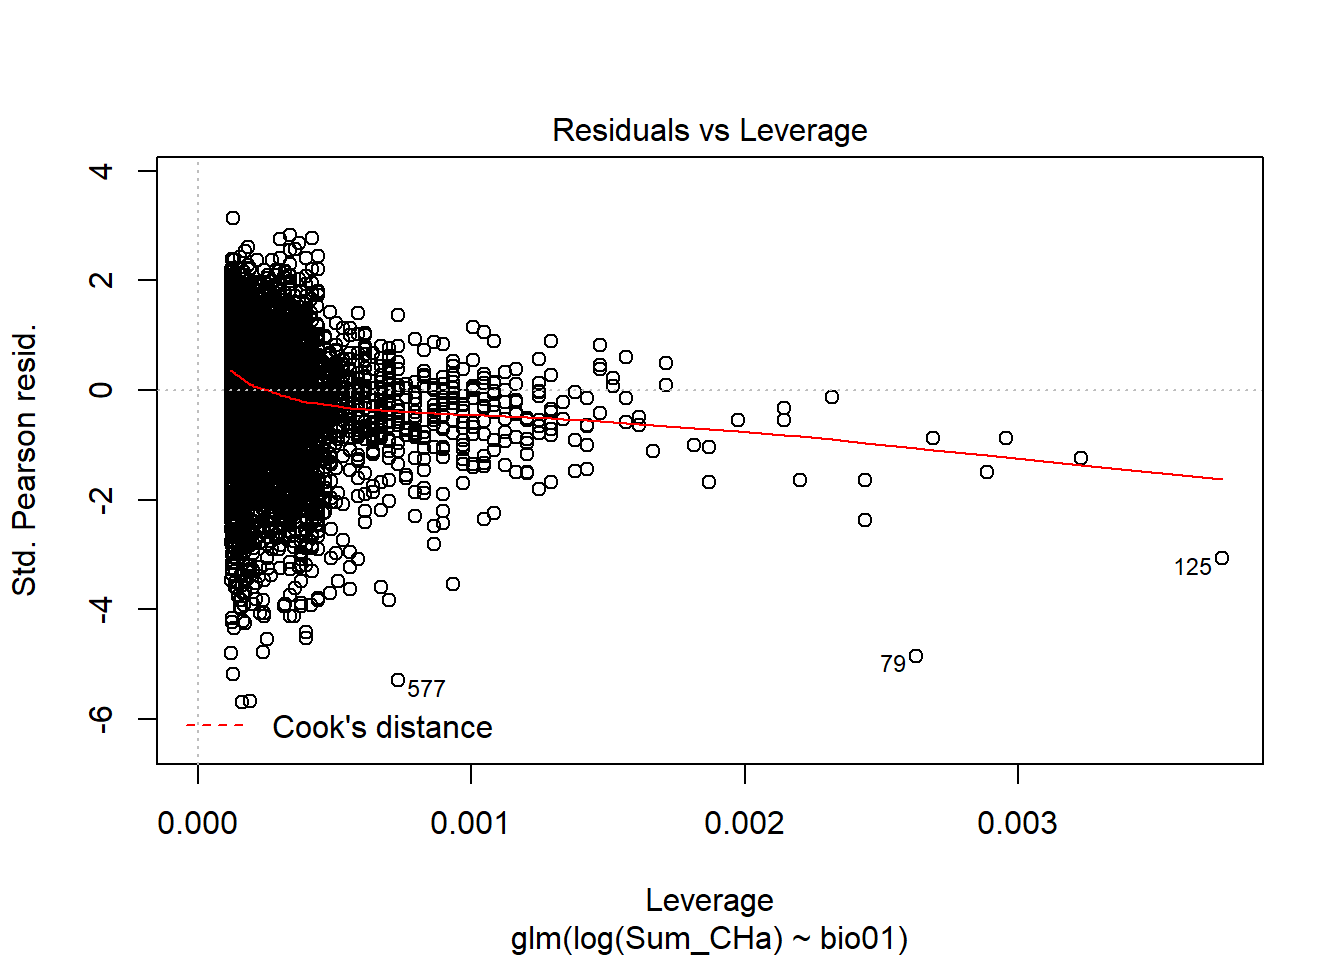 Residuals vs Leverage
Std. Pearson resid.
4
2
0
-2
-4
-6
125
79
577
Cook's distance
0.000 0.001 0.002 0.003
Leverage
glm(log(Sum_CHa) ~ bio01)